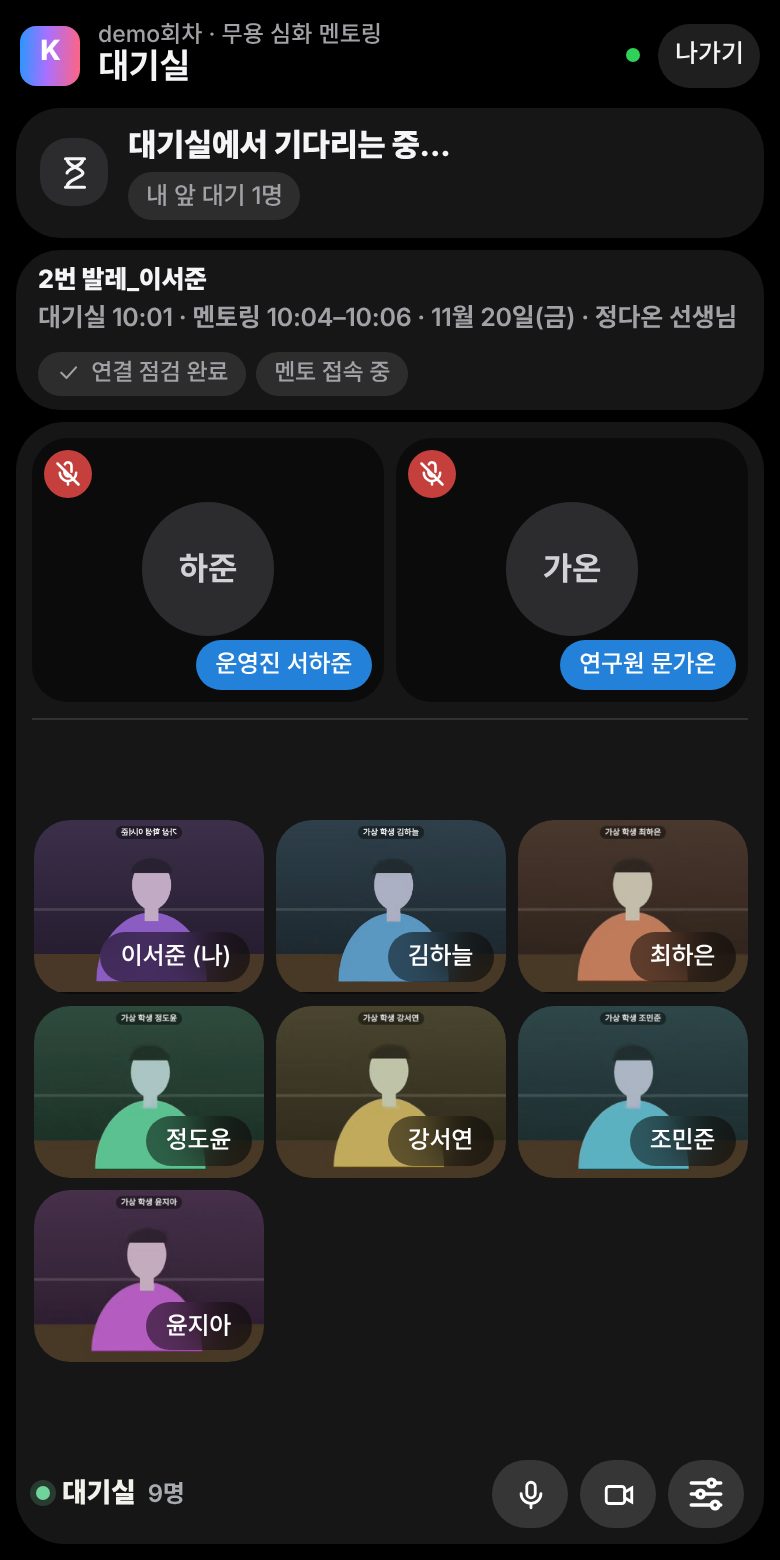 K
demo회차 · 무용 심화 멘토링
대기실
나가기
대기실에서 기다리는 중...
내 앞 대기 1명
2번 발레_이서준
대기실 10:01 · 멘토링 10:04–10:06 · 11월 20일(금) · 정다온 선생님
연결 점검 완료
멘토 접속 중
하준
운영진 서하준
가온
연구원 문가온
가상 학생 이서준
이서준 (나)
가상 학생 김하늘
김하늘
가상 학생 최하은
최하은
가상 학생 정도윤
정도윤
가상 학생 강서연
강서연
가상 학생 조민준
조민준
가상 학생 윤지아
윤지아
대기실 9명